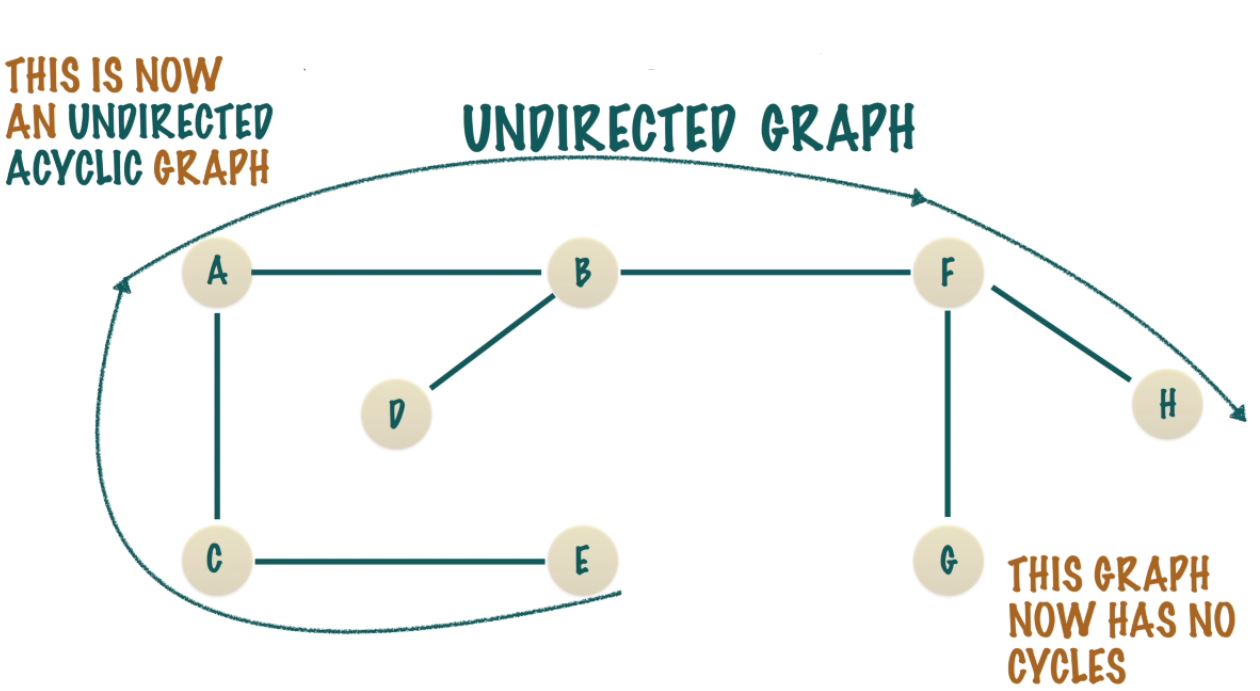 THIS IS NOW
AN UNDIRECTED
ACYCLIC GRAPH
UNDIRECTED GRAPH
A
B
F
D
H
C
E
G
THIS GRAPH
NOW HAS NO
CYCLES